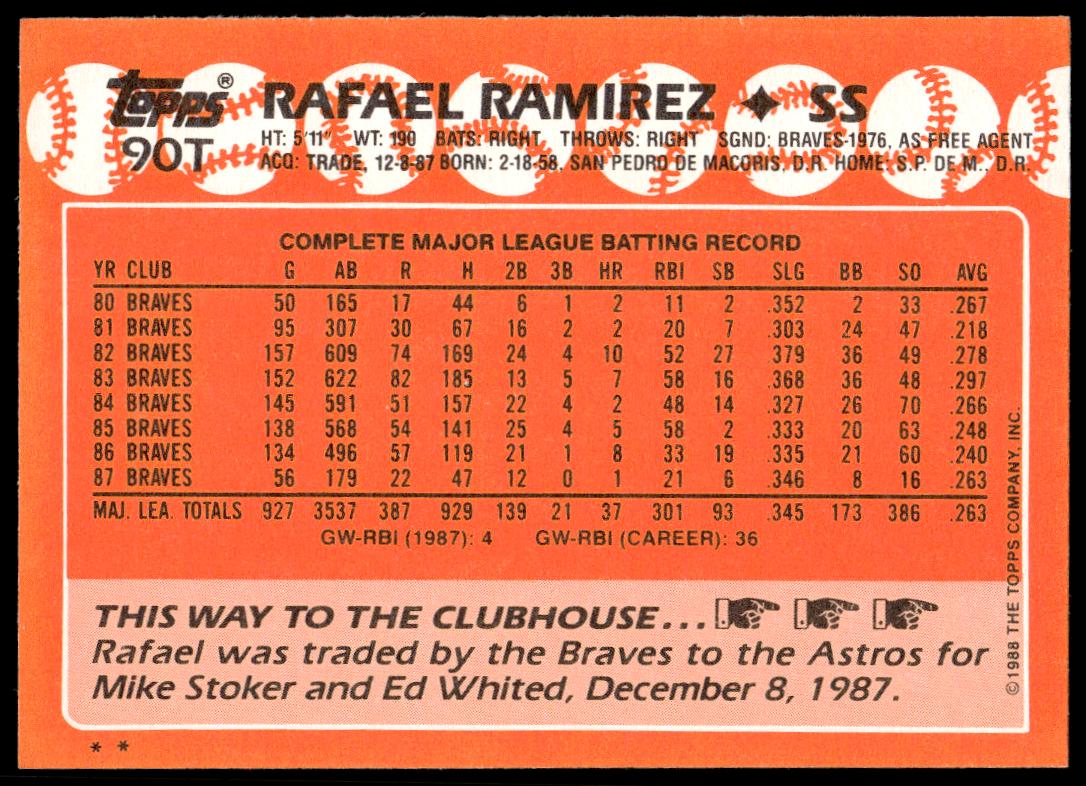 topps®
90T
RAFAEL RAMIREZ ✦ SS
HT: 5'11" WT: 190 BATS: RIGHT THROWS: RIGHT SGND: BRAVES-1976, AS FREE AGENT
ACQ: TRADE, 12-8-87 BORN: 2-18-58, SAN PEDRO DE MACORIS, D.R. HOME: S.P. DE M., D.R.
COMPLETE MAJOR LEAGUE BATTING RECORD
YR CLUB G AB R H 2B 3B HR RBI SB SLG BB SO AVG
80 BRAVES 50 165 17 44 6 1 2 11 2 .352 2 33 .267
81 BRAVES 95 307 30 67 16 2 2 20 7 .303 24 47 .218
82 BRAVES 157 609 74 169 24 4 10 52 27 .379 36 49 .278
83 BRAVES 152 622 82 185 13 5 7 58 16 .368 36 48 .297
84 BRAVES 145 591 51 157 22 4 2 48 14 .327 26 70 .266
85 BRAVES 138 568 54 141 25 4 5 58 2 .333 20 63 .248
86 BRAVES 134 496 57 119 21 1 8 33 19 .335 21 60 .240
87 BRAVES 56 179 22 47 12 0 1 21 6 .346 8 16 .263
MAJ. LEA. TOTALS 927 3537 387 929 139 21 37 301 93 .345 173 386 .263
GW-RBI (1987): 4 GW-RBI (CAREER): 36
THIS WAY TO THE CLUBHOUSE...
Rafael was traded by the Braves to the Astros for
Mike Stoker and Ed Whited, December 8, 1987.
©1988 THE TOPPS COMPANY, INC.
* *